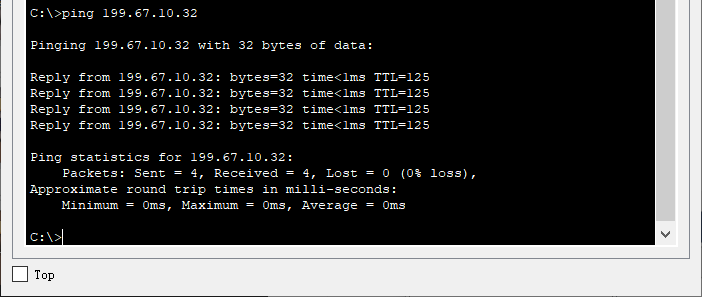 C:\>ping 199.67.10.32
Pinging 199.67.10.32 with 32 bytes of data:
Reply from 199.67.10.32: bytes=32 time<1ms TTL=125
Reply from 199.67.10.32: bytes=32 time<1ms TTL=125
Reply from 199.67.10.32: bytes=32 time<1ms TTL=125
Reply from 199.67.10.32: bytes=32 time<1ms TTL=125
Ping statistics for 199.67.10.32:
Packets: Sent = 4, Received = 4, Lost = 0 (0% loss),
Approximate round trip times in milli-seconds:
Minimum = 0ms, Maximum = 0ms, Average = 0ms
C:\>
Top